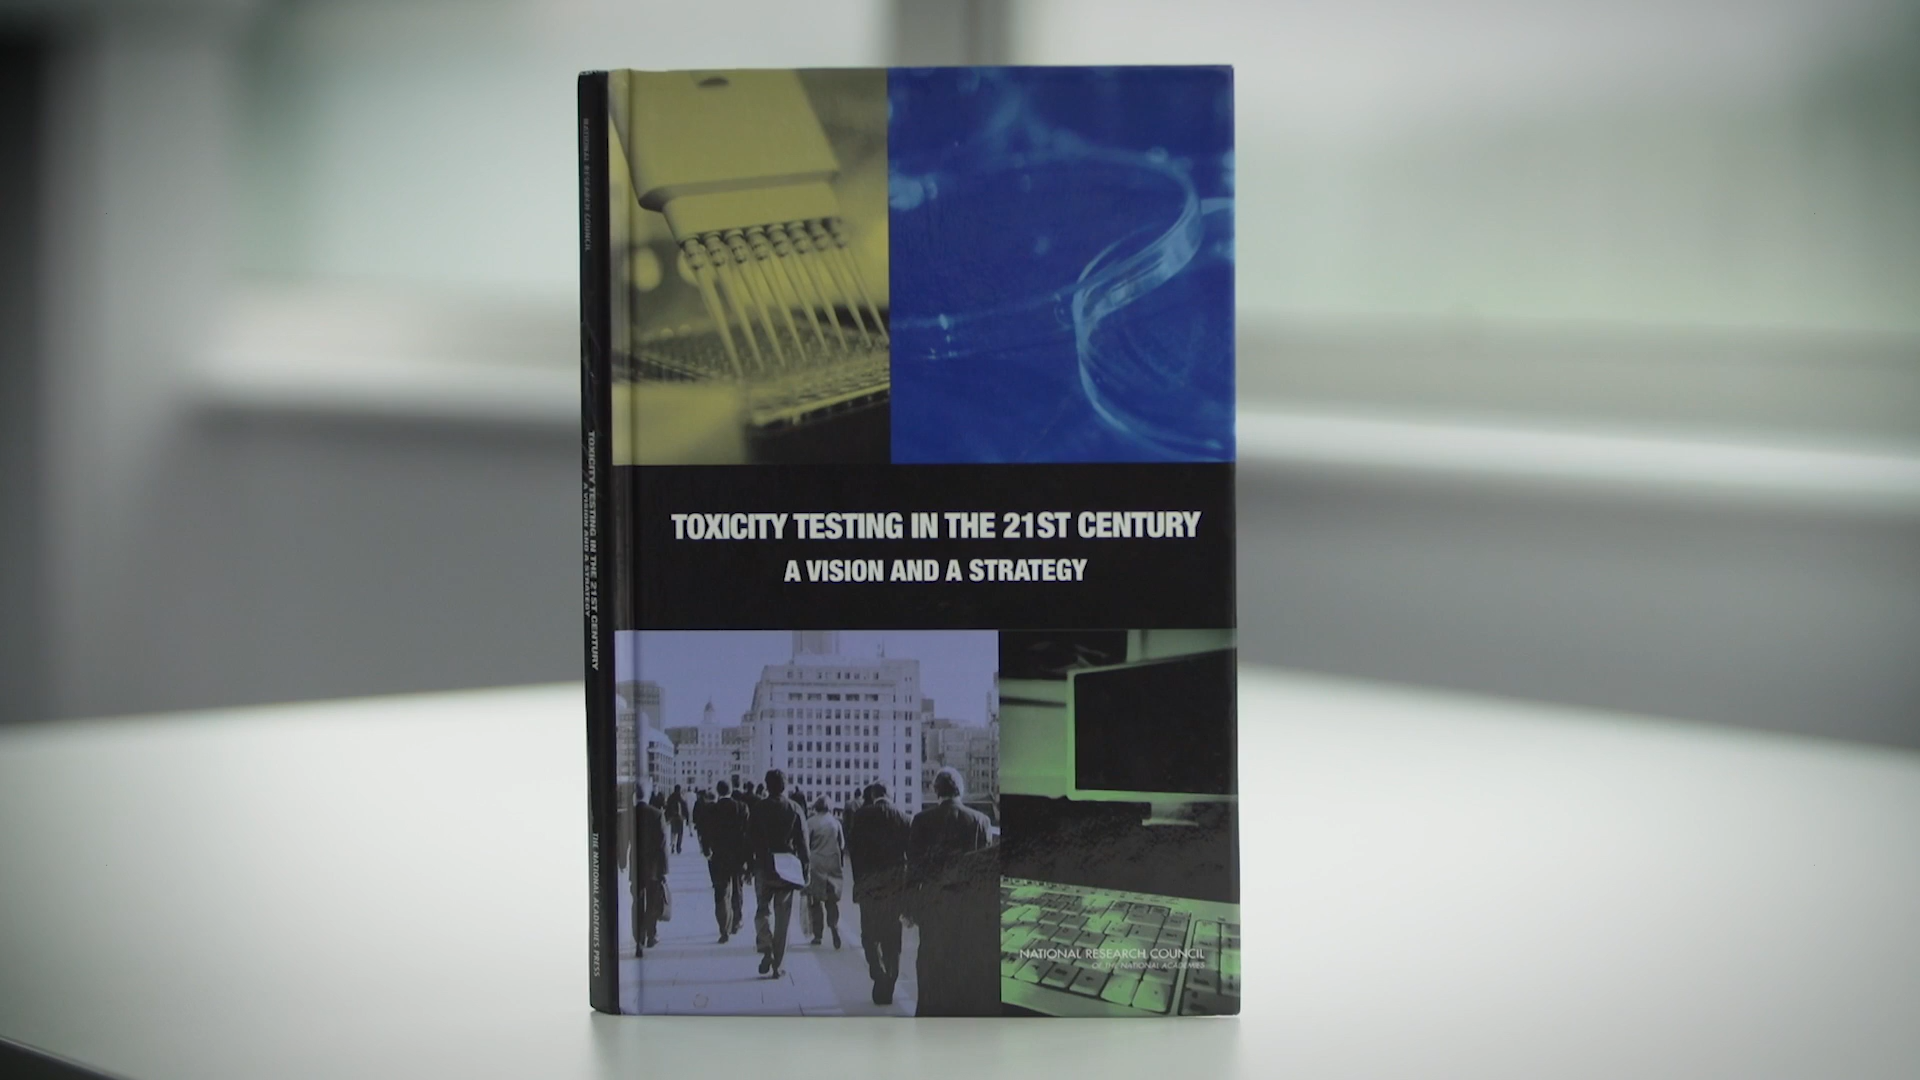 NATIONAL RESEARCH COUNCIL
TOXICITY TESTING IN THE 21ST CENTURY
A VISION AND A STRATEGY
THE NATIONAL ACADEMIES PRESS
TOXICITY TESTING IN THE 21ST CENTURY
A VISION AND A STRATEGY
NATIONAL RESEARCH COUNCIL
OF THE NATIONAL ACADEMIES